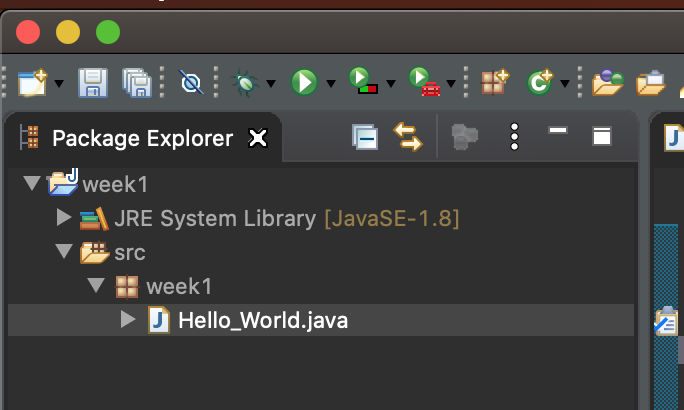 Package Explorer
week1
JRE System Library [JavaSE-1.8]
src
week1
Hello_World.java